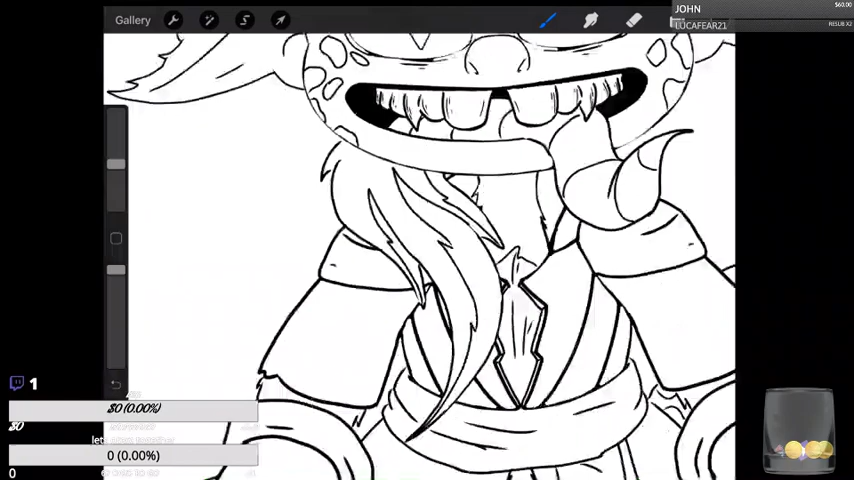 Gallery
JOHN
$60.00
LUCAFEAR21
RESUB X2
1
$0 (0.00%)
$0
0 (0.00%)
0